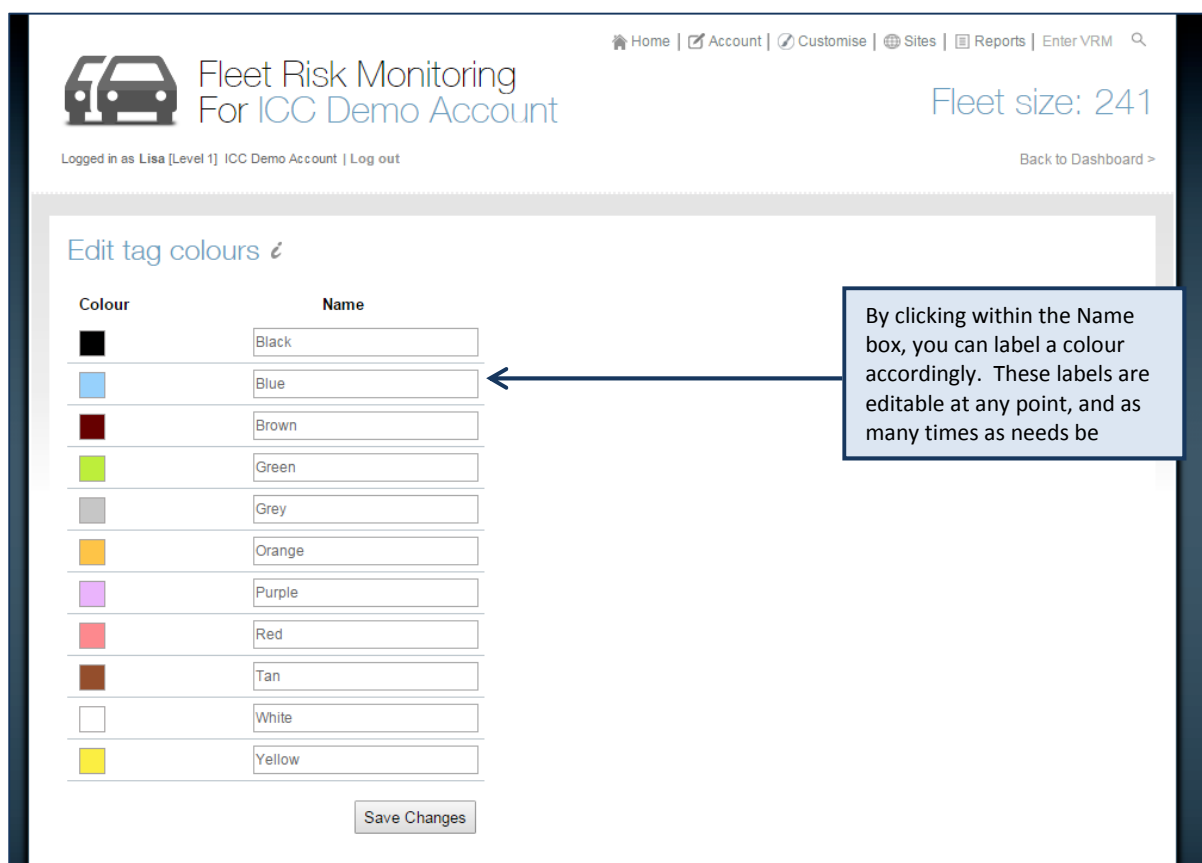 Home | Account | Customise | Sites | Reports | Enter VRM
Fleet Risk Monitoring
For ICC Demo Account
Fleet size: 241
Logged in as Lisa [Level 1] ICC Demo Account | Log out
Back to Dashboard >
Edit tag colours i
Colour Name
Black
Blue
Brown
Green
Grey
Orange
Purple
Red
Tan
White
Yellow
Save Changes
By clicking within the Name
box, you can label a colour
accordingly. These labels are
editable at any point, and as
many times as needs be